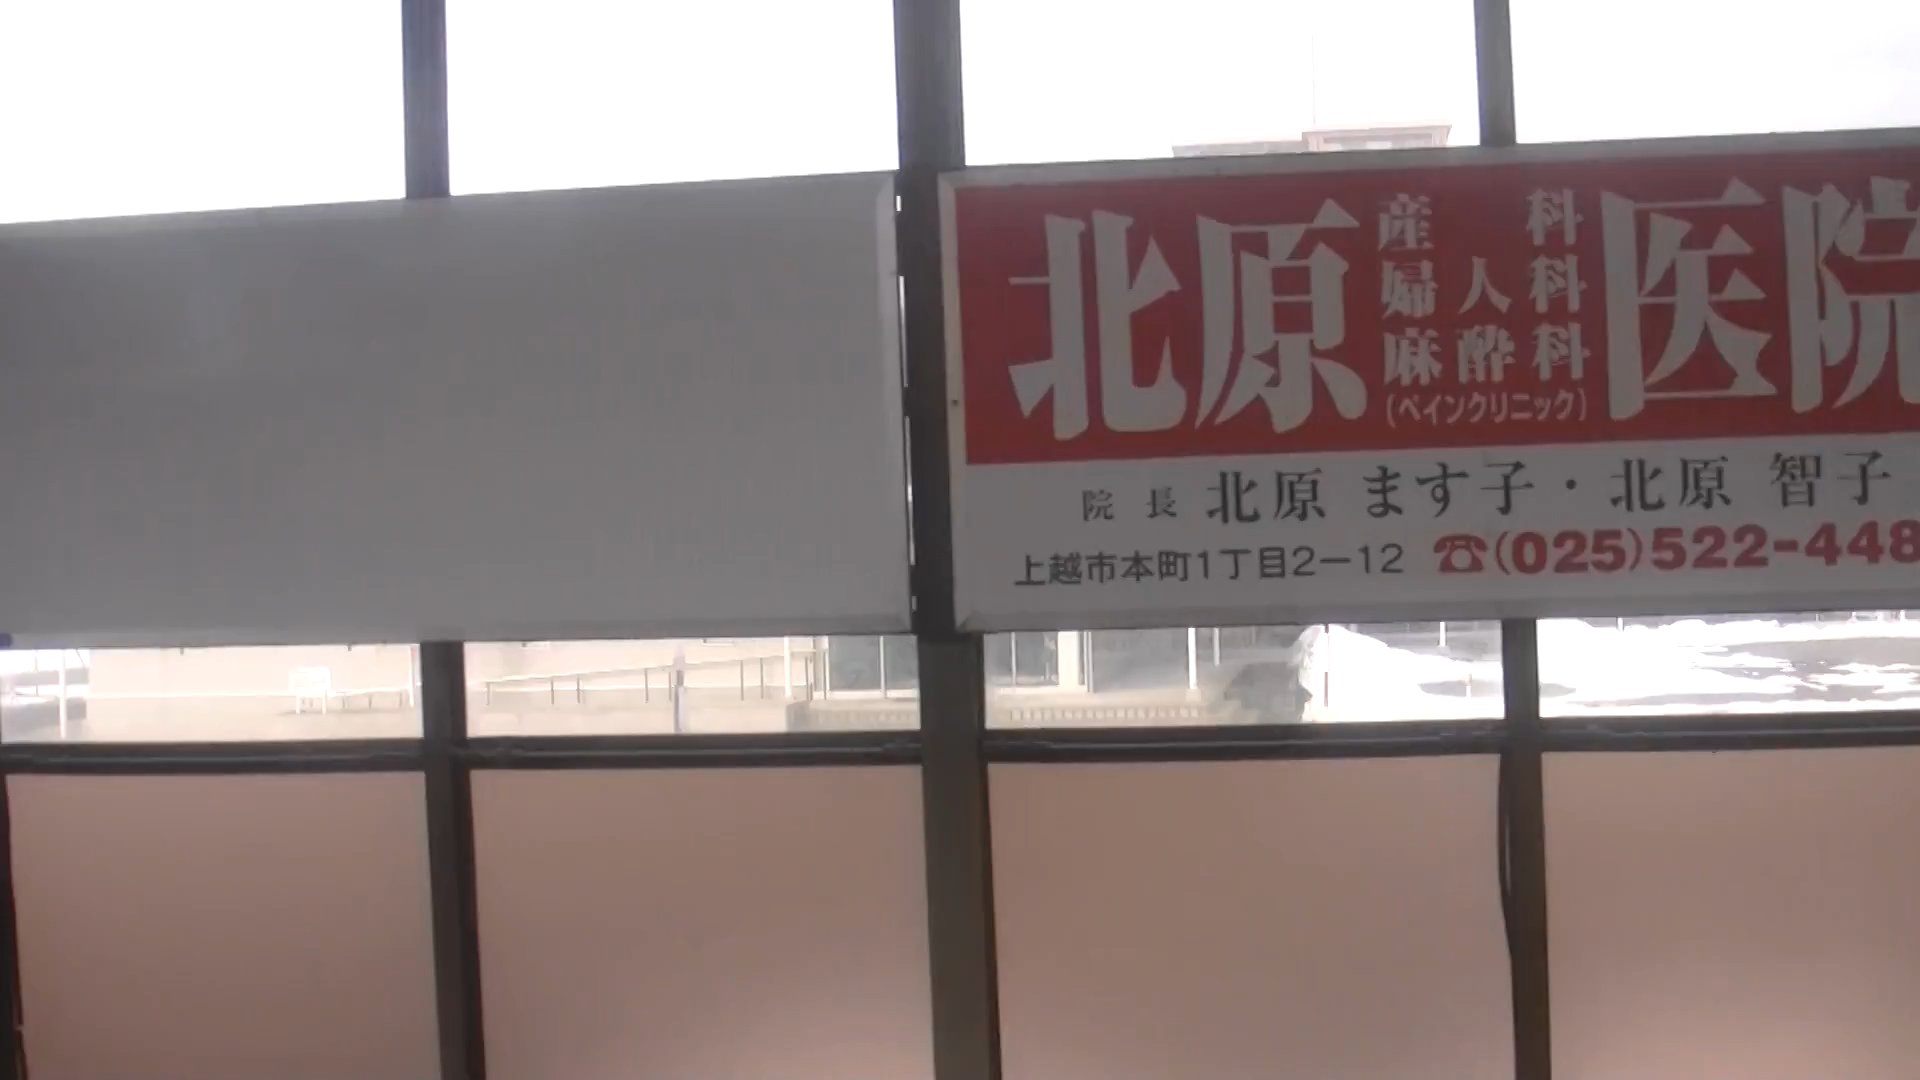 北原 産 科 医院
婦人科
麻酔科
(ペインクリニック)
院 長 北原 ます子・北原 智子
上越市本町1丁目2−12 ☎(025)522-448